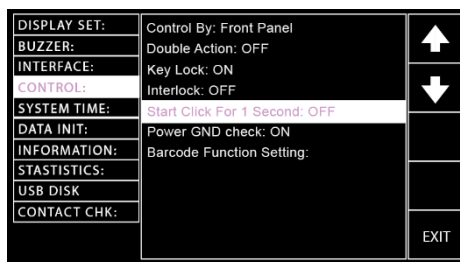 DISPLAY SET:
BUZZER:
INTERFACE:
CONTROL:
SYSTEM TIME:
DATA INIT:
INFORMATION:
STASTISTICS:
USB DISK
CONTACT CHK:
Control By: Front Panel
Double Action: OFF
Key Lock: ON
Interlock: OFF
Start Click For 1 Second: OFF
Power GND check: ON
Barcode Function Setting:
EXIT